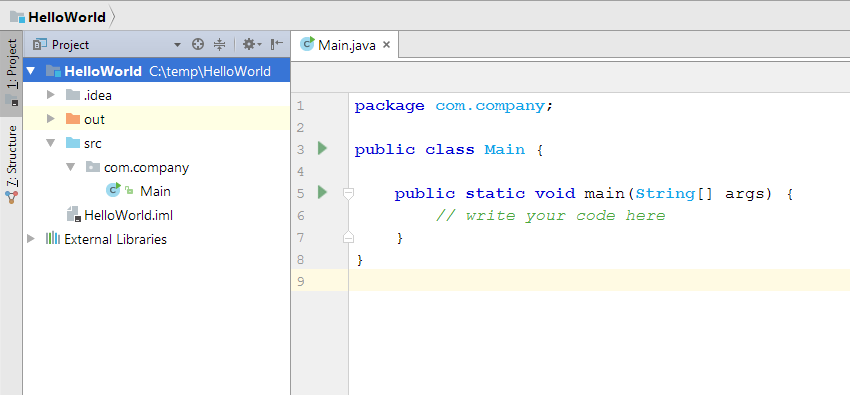 HelloWorld
Project
Main.java
1: Project
7: Structure
HelloWorld C:\temp\HelloWorld
.idea
out
src
com.company
Main
HelloWorld.iml
External Libraries
1 package com.company;
2
3 public class Main {
4
5 public static void main(String[] args) {
6 // write your code here
7 }
8 }
9